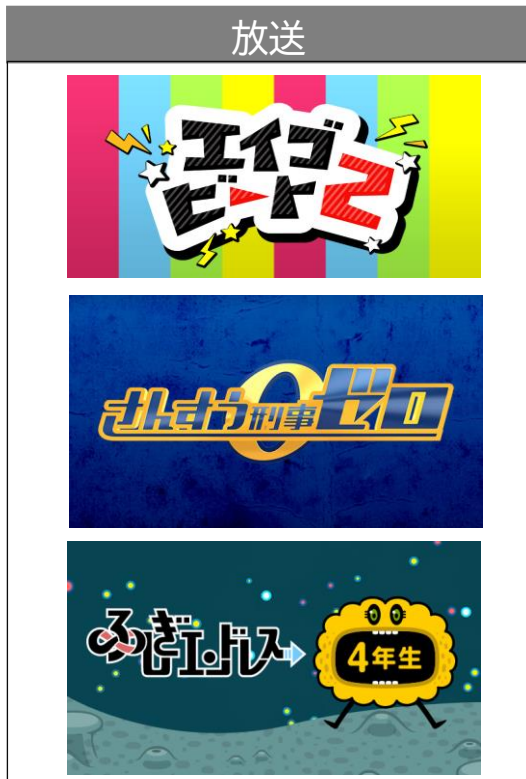 放送
エイゴ
ビート2
さんすう刑事ゼロ
ふしぎエンドレス
4年生